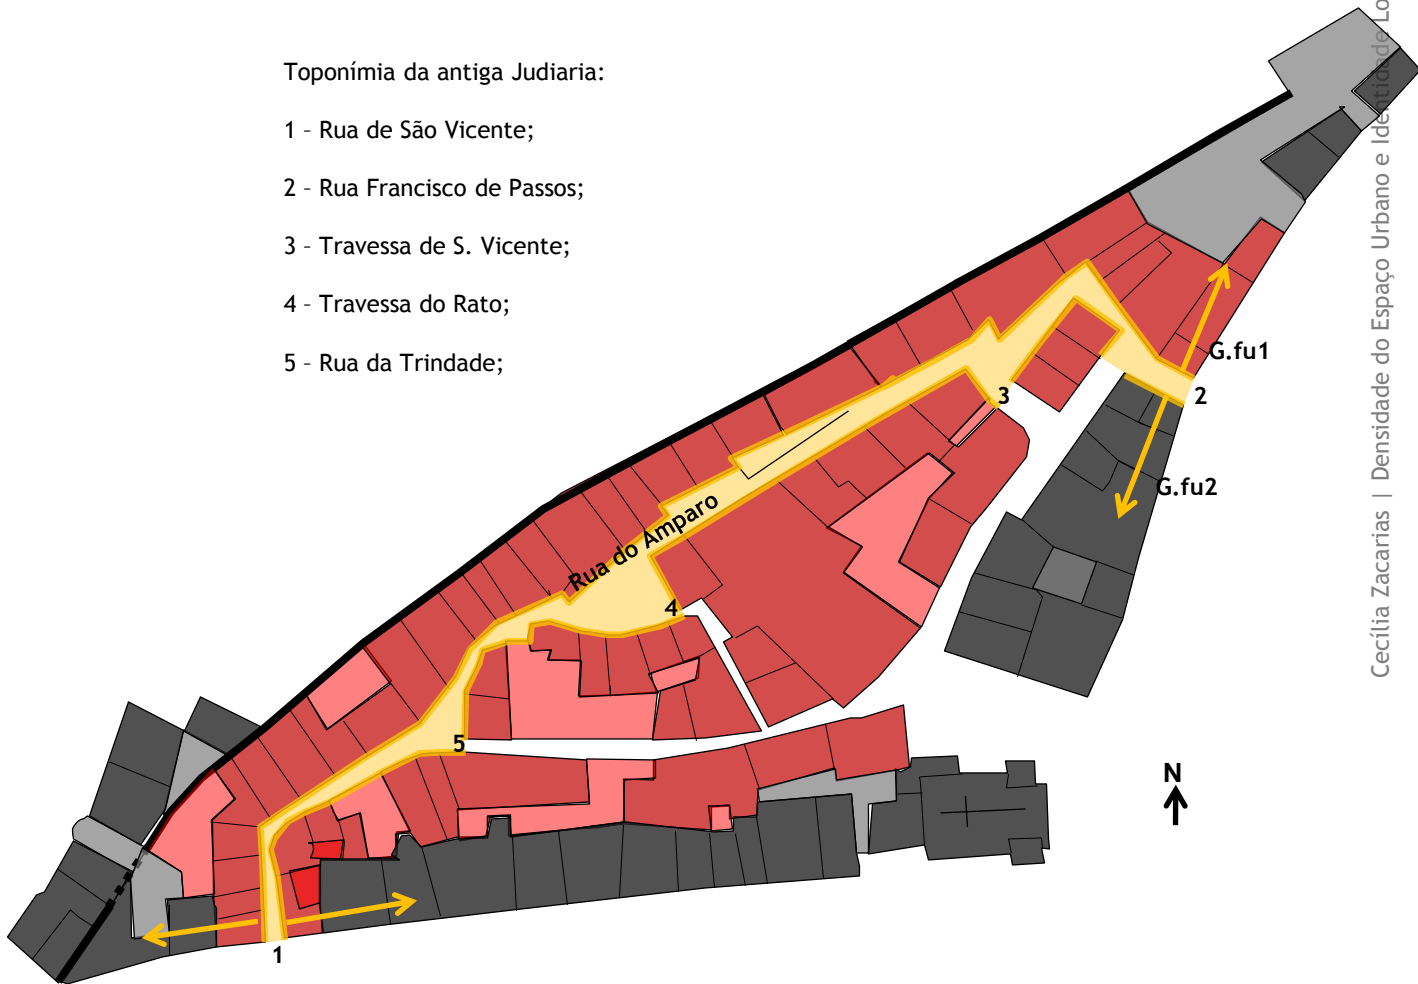 Toponímia da antiga Judiaria:
1 – Rua de São Vicente;
2 – Rua Francisco de Passos;
3 – Travessa de S. Vicente;
4 – Travessa do Rato;
5 – Rua da Trindade;
G.fu1
2
3
G.fu2
Rua do Amparo
4
5
N
1
Cecília Zacarias | Densidade do Espaço Urbano e Identidade Lo